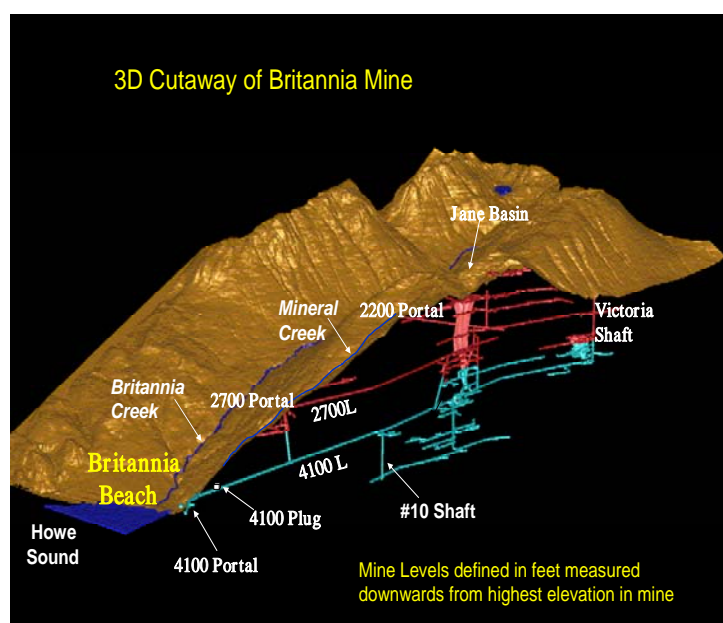 3D Cutaway of Britannia Mine
Jane Basin
Mineral
Creek
2200 Portal
Victoria
Shaft
Britannia
Creek
2700 Portal
2700L
Britannia
Beach
4100 L
#10 Shaft
4100 Plug
Howe
Sound
4100 Portal
Mine Levels defined in feet measured
downwards from highest elevation in mine